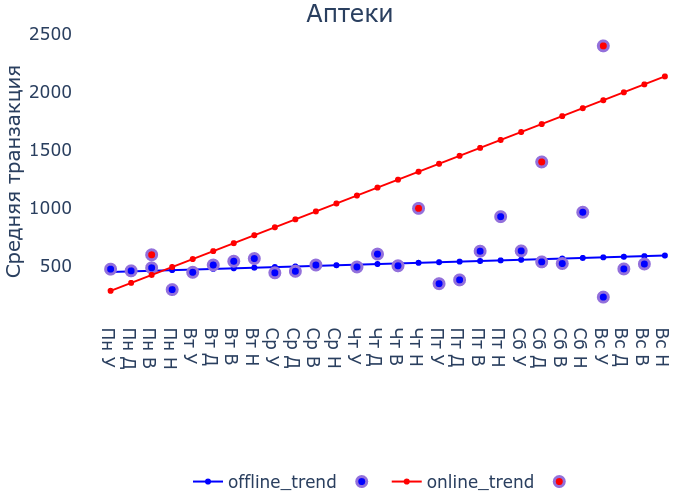 Аптеки
Средняя транзакция
2500
2000
1500
1000
500
Пн У
Пн Д
Пн В
Пн Н
Вт У
Вт Д
Вт В
Вт Н
Ср У
Ср Д
Ср В
Ср Н
Чт У
Чт Д
Чт В
Чт Н
Пт У
Пт Д
Пт В
Пт Н
Сб У
Сб Д
Сб В
Сб Н
Вс У
Вс Д
Вс В
Вс Н
offline_trend
online_trend